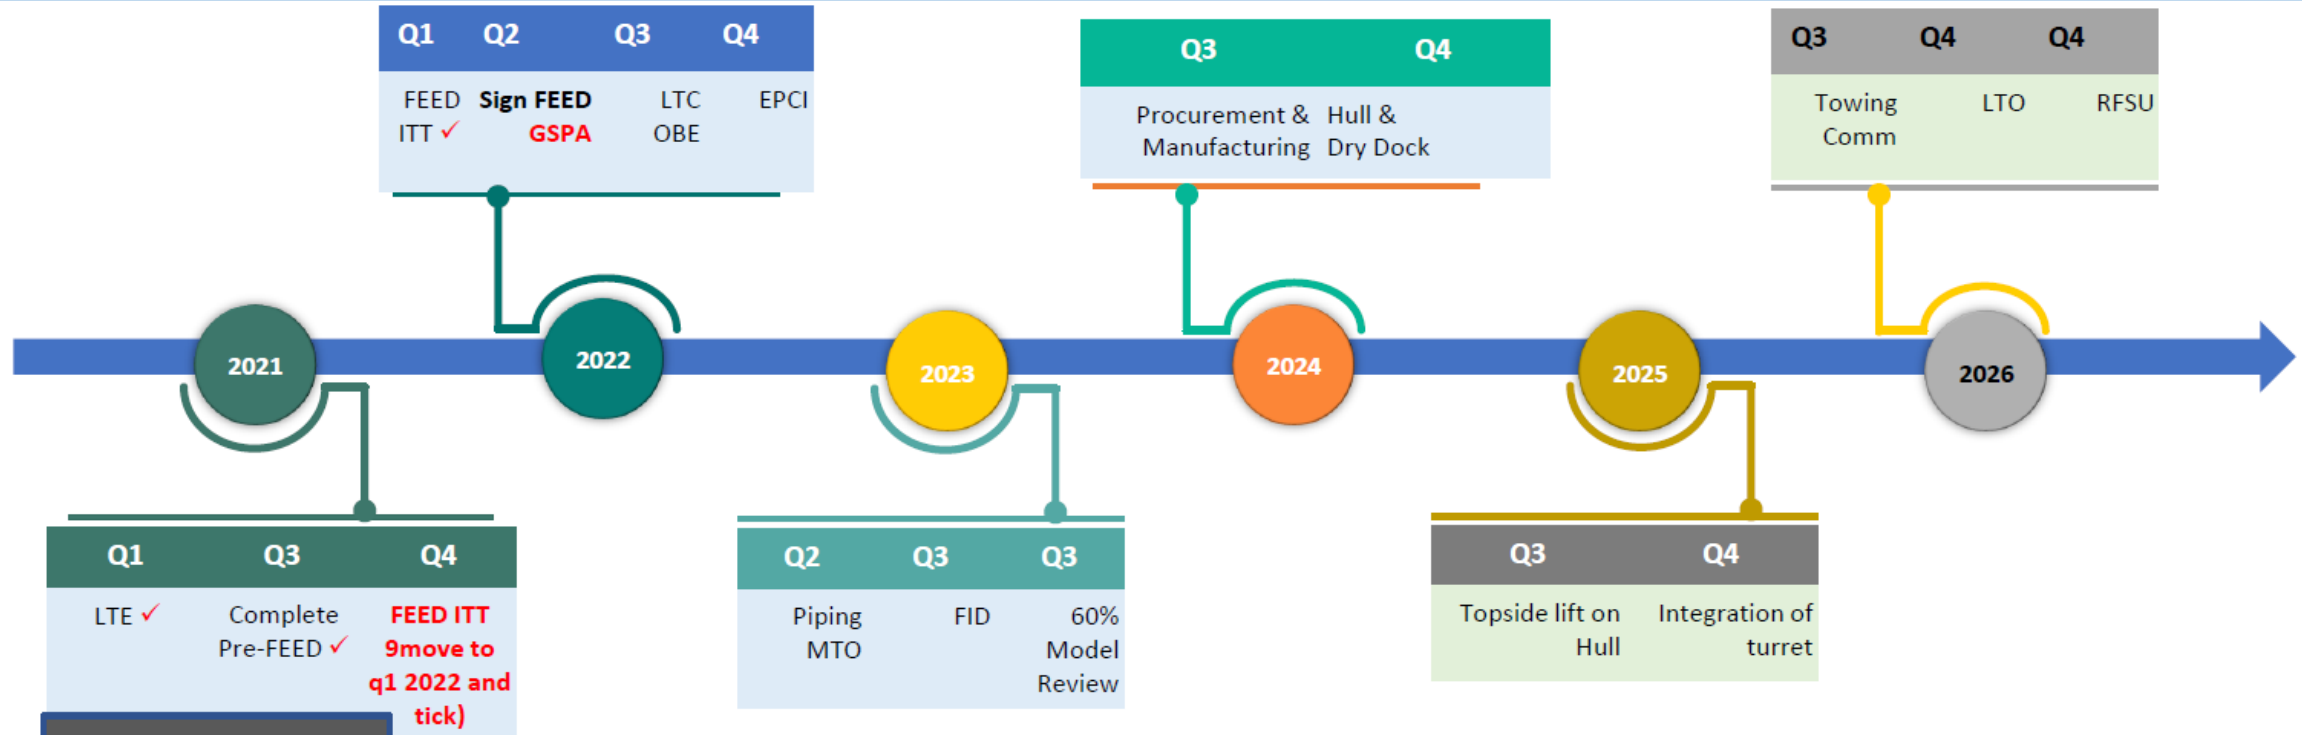 Q1 Q2 Q3 Q4
FEED Sign FEED LTC EPCI
ITT ✓ GSPA OBE
Q3 Q4
Procurement & Hull &
Manufacturing Dry Dock
Q3 Q4 Q4
Towing LTO RFSU
Comm
2021
2022
2023
2024
2025
2026
Q1 Q3 Q4
LTE ✓ Complete FEED ITT
Pre-FEED ✓ 9move to
q1 2022 and
tick)
Q2 Q3 Q3
Piping FID 60%
MTO Model
Review
Q3 Q4
Topside lift on Integration of
Hull turret